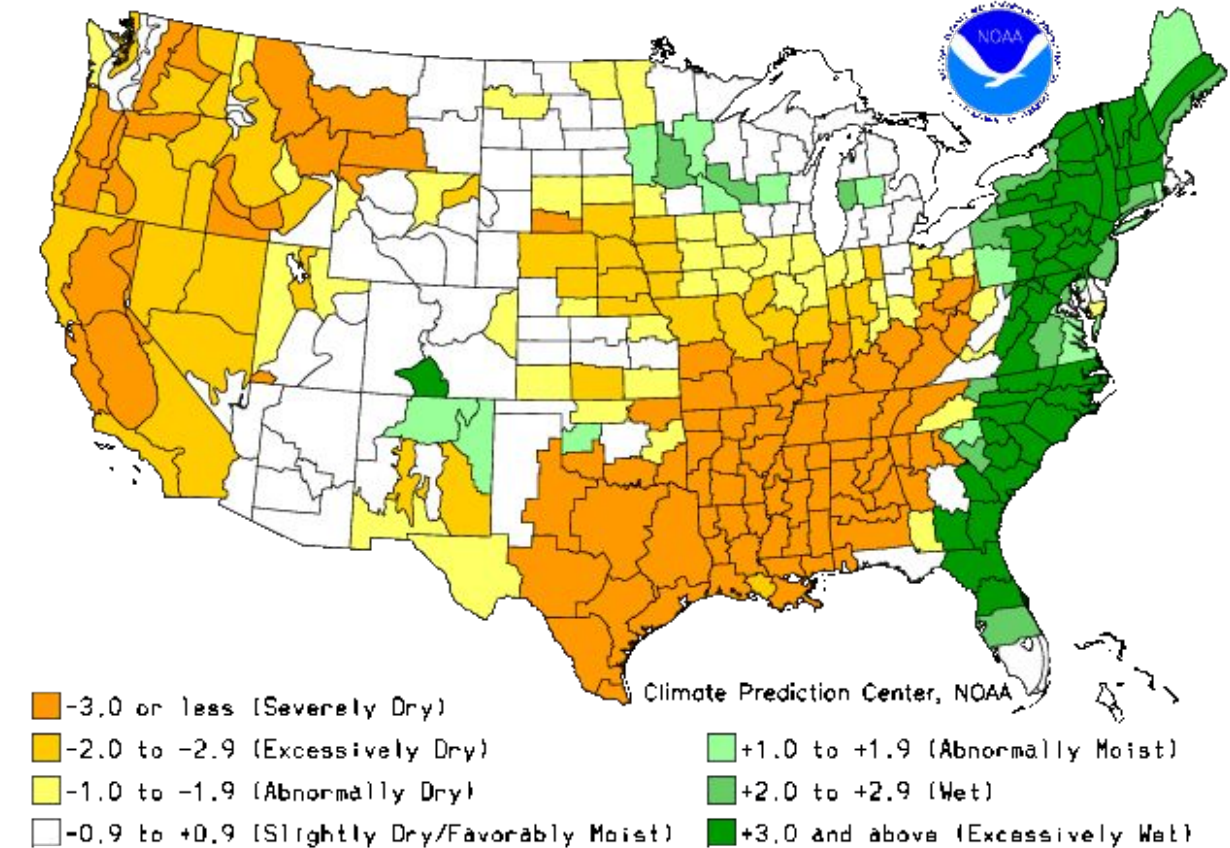 NOAA
Climate Prediction Center, NOAA
-3.0 or less (Severely Dry)
-2.0 to -2.9 (Excessively Dry)
-1.0 to -1.9 (Abnormally Dry)
-0.9 to +0.9 (Slightly Dry/Favorably Moist)
+1.0 to +1.9 (Abnormally Moist)
+2.0 to +2.9 (Wet)
+3.0 and above (Excessively Wet)